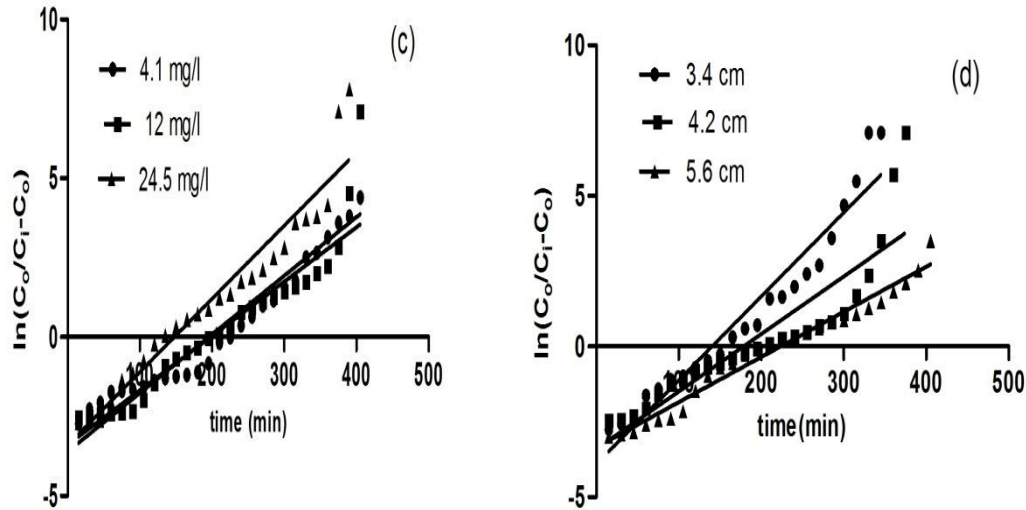 10
(c)
4.1 mg/l
12 mg/l
24.5 mg/l
5
0
-5
100
200
300
400
500
time (min)
ln(Co/Ci-Co)
10
(d)
3.4 cm
4.2 cm
5.6 cm
5
0
-5
100
200
300
400
500
time (min)
ln(Co/Ci-Co)